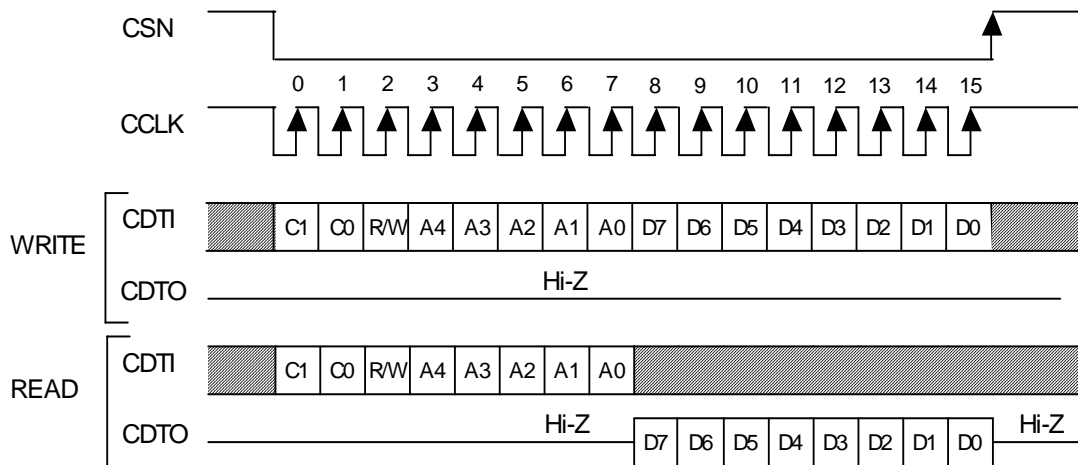 CSN
0 1 2 3 4 5 6 7 8 9 10 11 12 13 14 15
CCLK
WRITE
CDTI
C1 C0 R/W A4 A3 A2 A1 A0 D7 D6 D5 D4 D3 D2 D1 D0
Hi-Z
CDTO
READ
CDTI
C1 C0 R/W A4 A3 A2 A1 A0
Hi-Z Hi-Z
CDTO
D7 D6 D5 D4 D3 D2 D1 D0